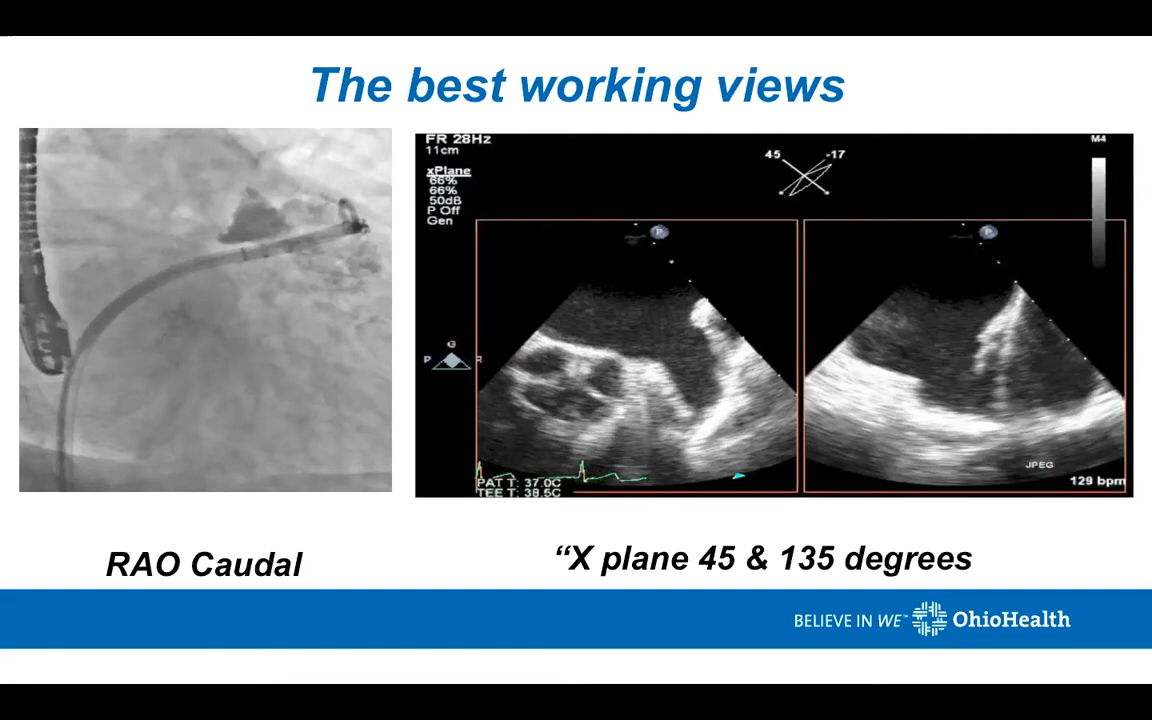 The best working views
FR 28Hz
11cm
xPlane
66%
66%
50dB
P Off
Gen
45
-17
M4
P
P
G
P
R
JPEG
PAT T: 37.0C
TEE T: 38.5C
129 bpm
RAO Caudal
“X plane 45 & 135 degrees
BELIEVE IN WE™ OhioHealth